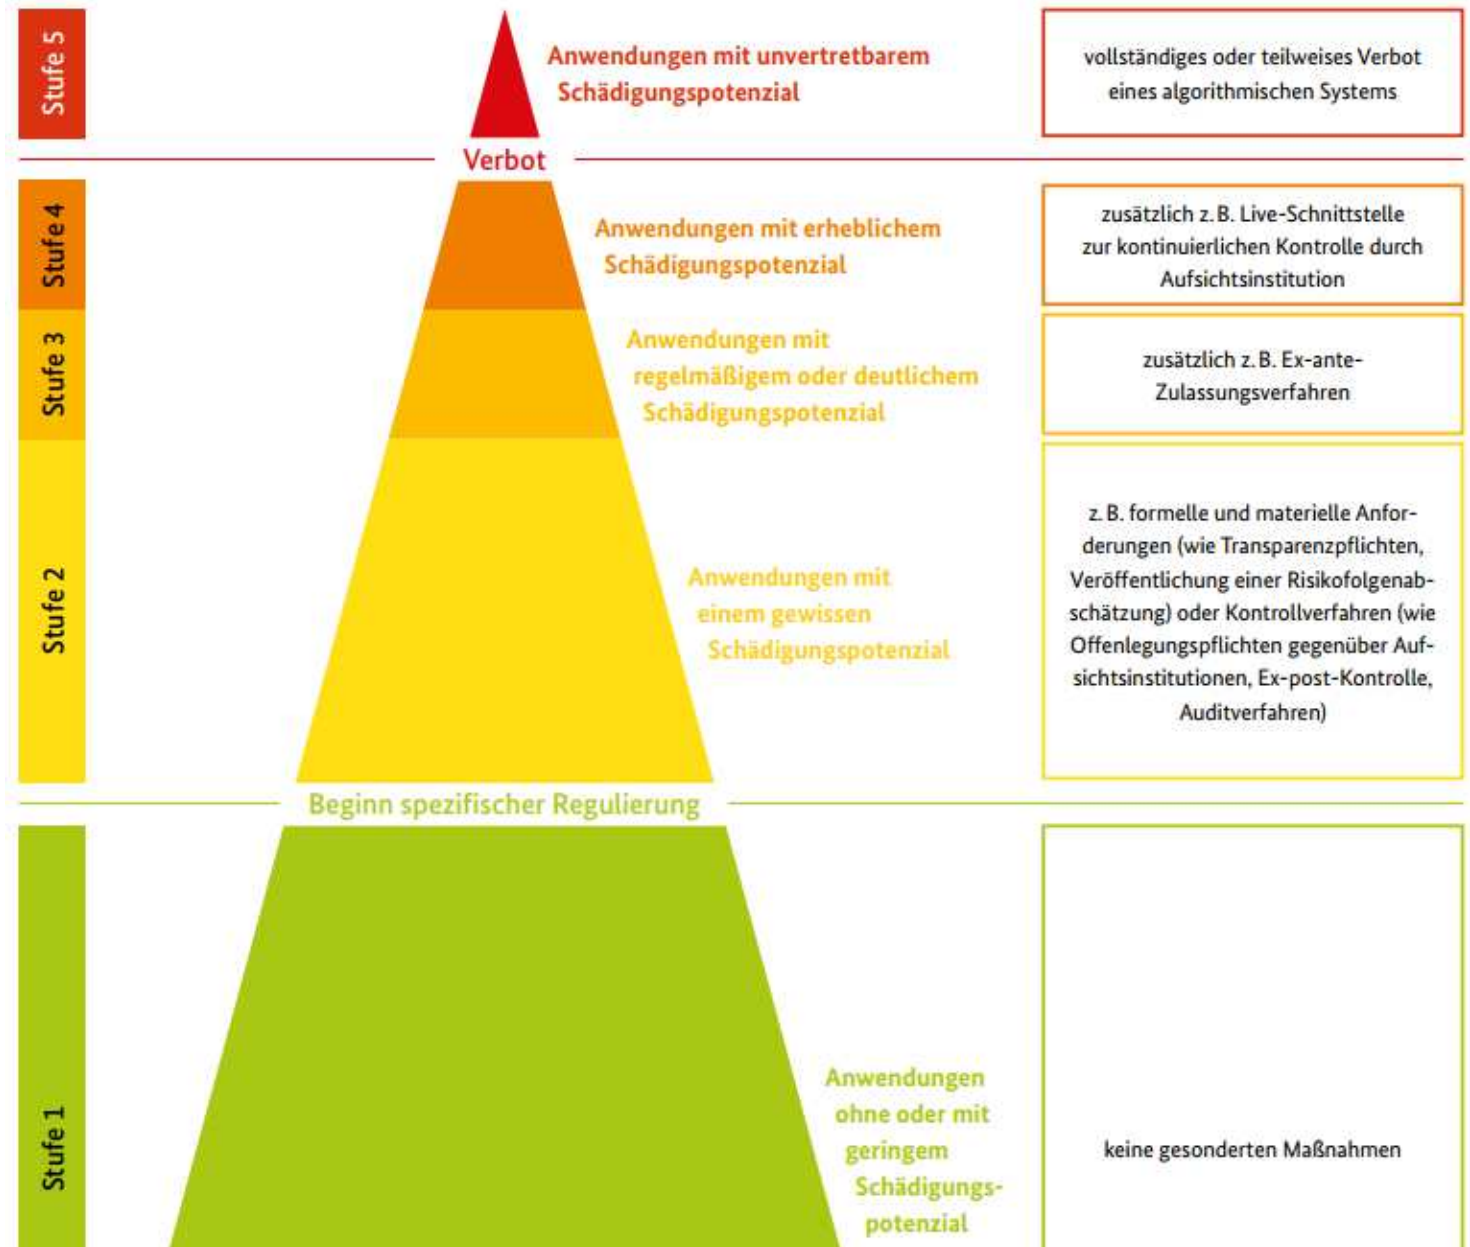 Stufe 5
Anwendungen mit unvertretbarem
Schädigungspotenzial
vollständiges oder teilweises Verbot
eines algorithmischen Systems
Verbot
Stufe 4
Anwendungen mit erheblichem
Schädigungspotenzial
zusätzlich z. B. Live-Schnittstelle
zur kontinuierlichen Kontrolle durch
Aufsichtsinstitution
Stufe 3
Anwendungen mit
regelmäßigem oder deutlichem
Schädigungspotenzial
zusätzlich z. B. Ex-ante-
Zulassungsverfahren
Stufe 2
Anwendungen mit
einem gewissen
Schädigungspotenzial
z. B. formelle und materielle Anfor-
derungen (wie Transparenzpflichten,
Veröffentlichung einer Risikofolgenab-
schätzung) oder Kontrollverfahren (wie
Offenlegungspflichten gegenüber Auf-
sichtsinstitutionen, Ex-post-Kontrolle,
Auditverfahren)
Beginn spezifischer Regulierung
Stufe 1
Anwendungen
ohne oder mit
geringem
Schädigungs-
potenzial
keine gesonderten Maßnahmen